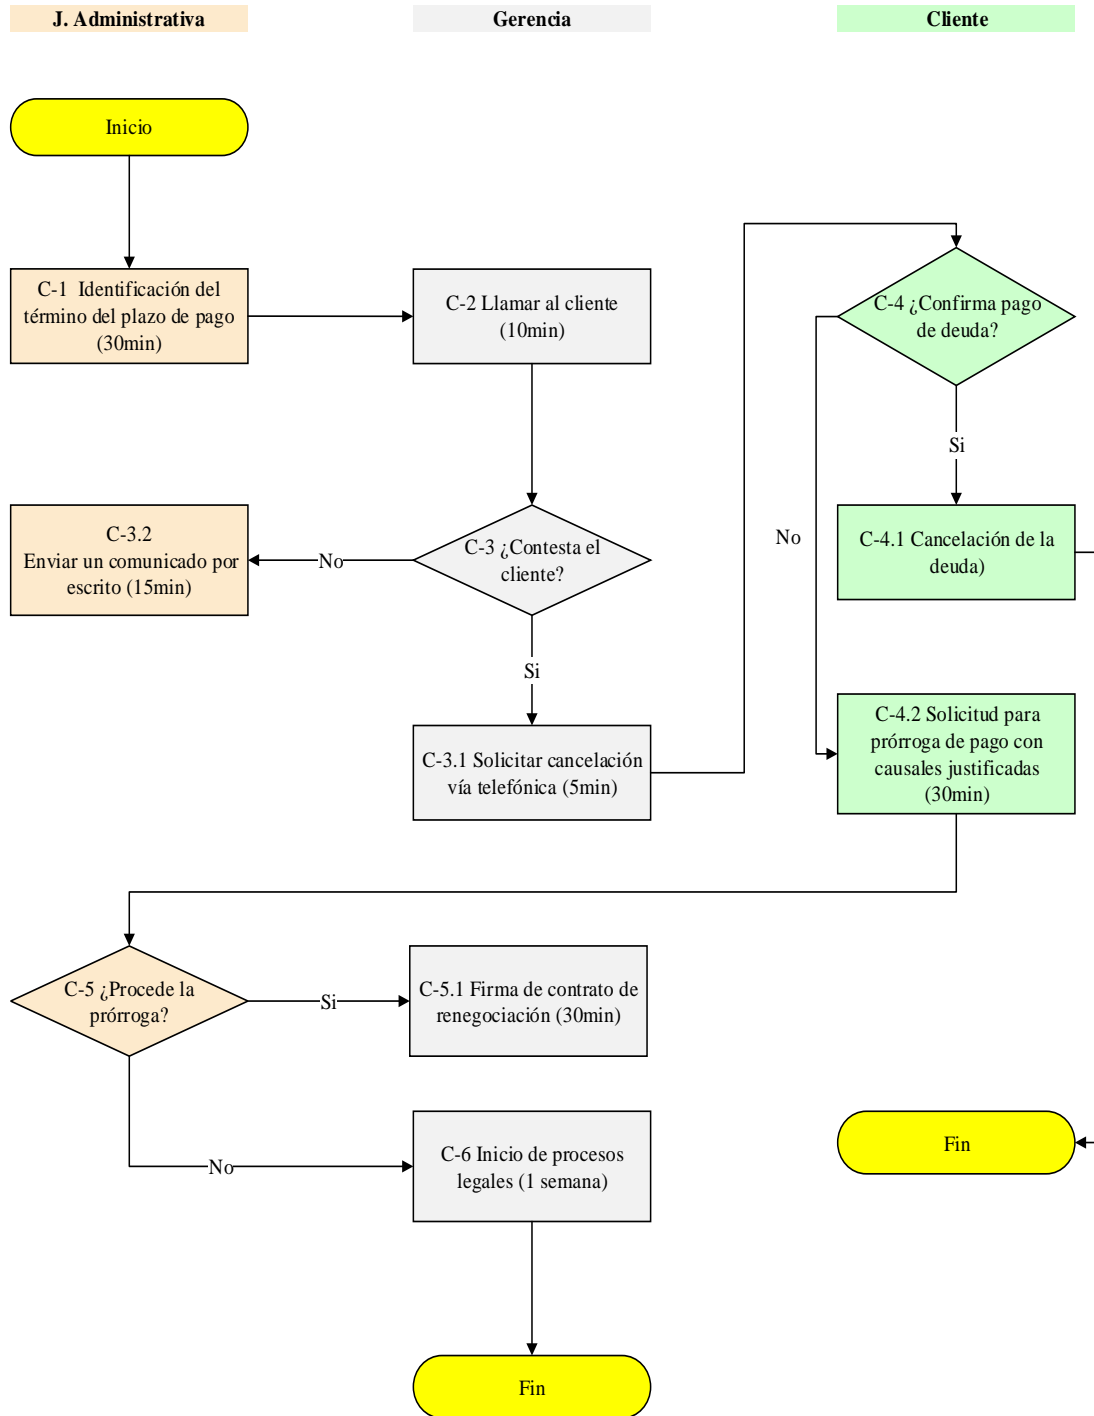 J. Administrativa
Gerencia
Cliente
Inicio
C-1 Identificación del
término del plazo de pago
(30min)
C-2 Llamar al cliente
(10min)
C-4 ¿Confirma pago
de deuda?
Si
C-3.2
Enviar un comunicado por
escrito (15min)
No
C-3 ¿Contesta el
cliente?
No
C-4.1 Cancelación de la
deuda)
Si
C-3.1 Solicitar cancelación
vía telefónica (5min)
C-4.2 Solicitud para
prórroga de pago con
causales justificadas
(30min)
C-5 ¿Procede la
prórroga?
Si
C-5.1 Firma de contrato de
renegociación (30min)
No
C-6 Inicio de procesos
legales (1 semana)
Fin
Fin